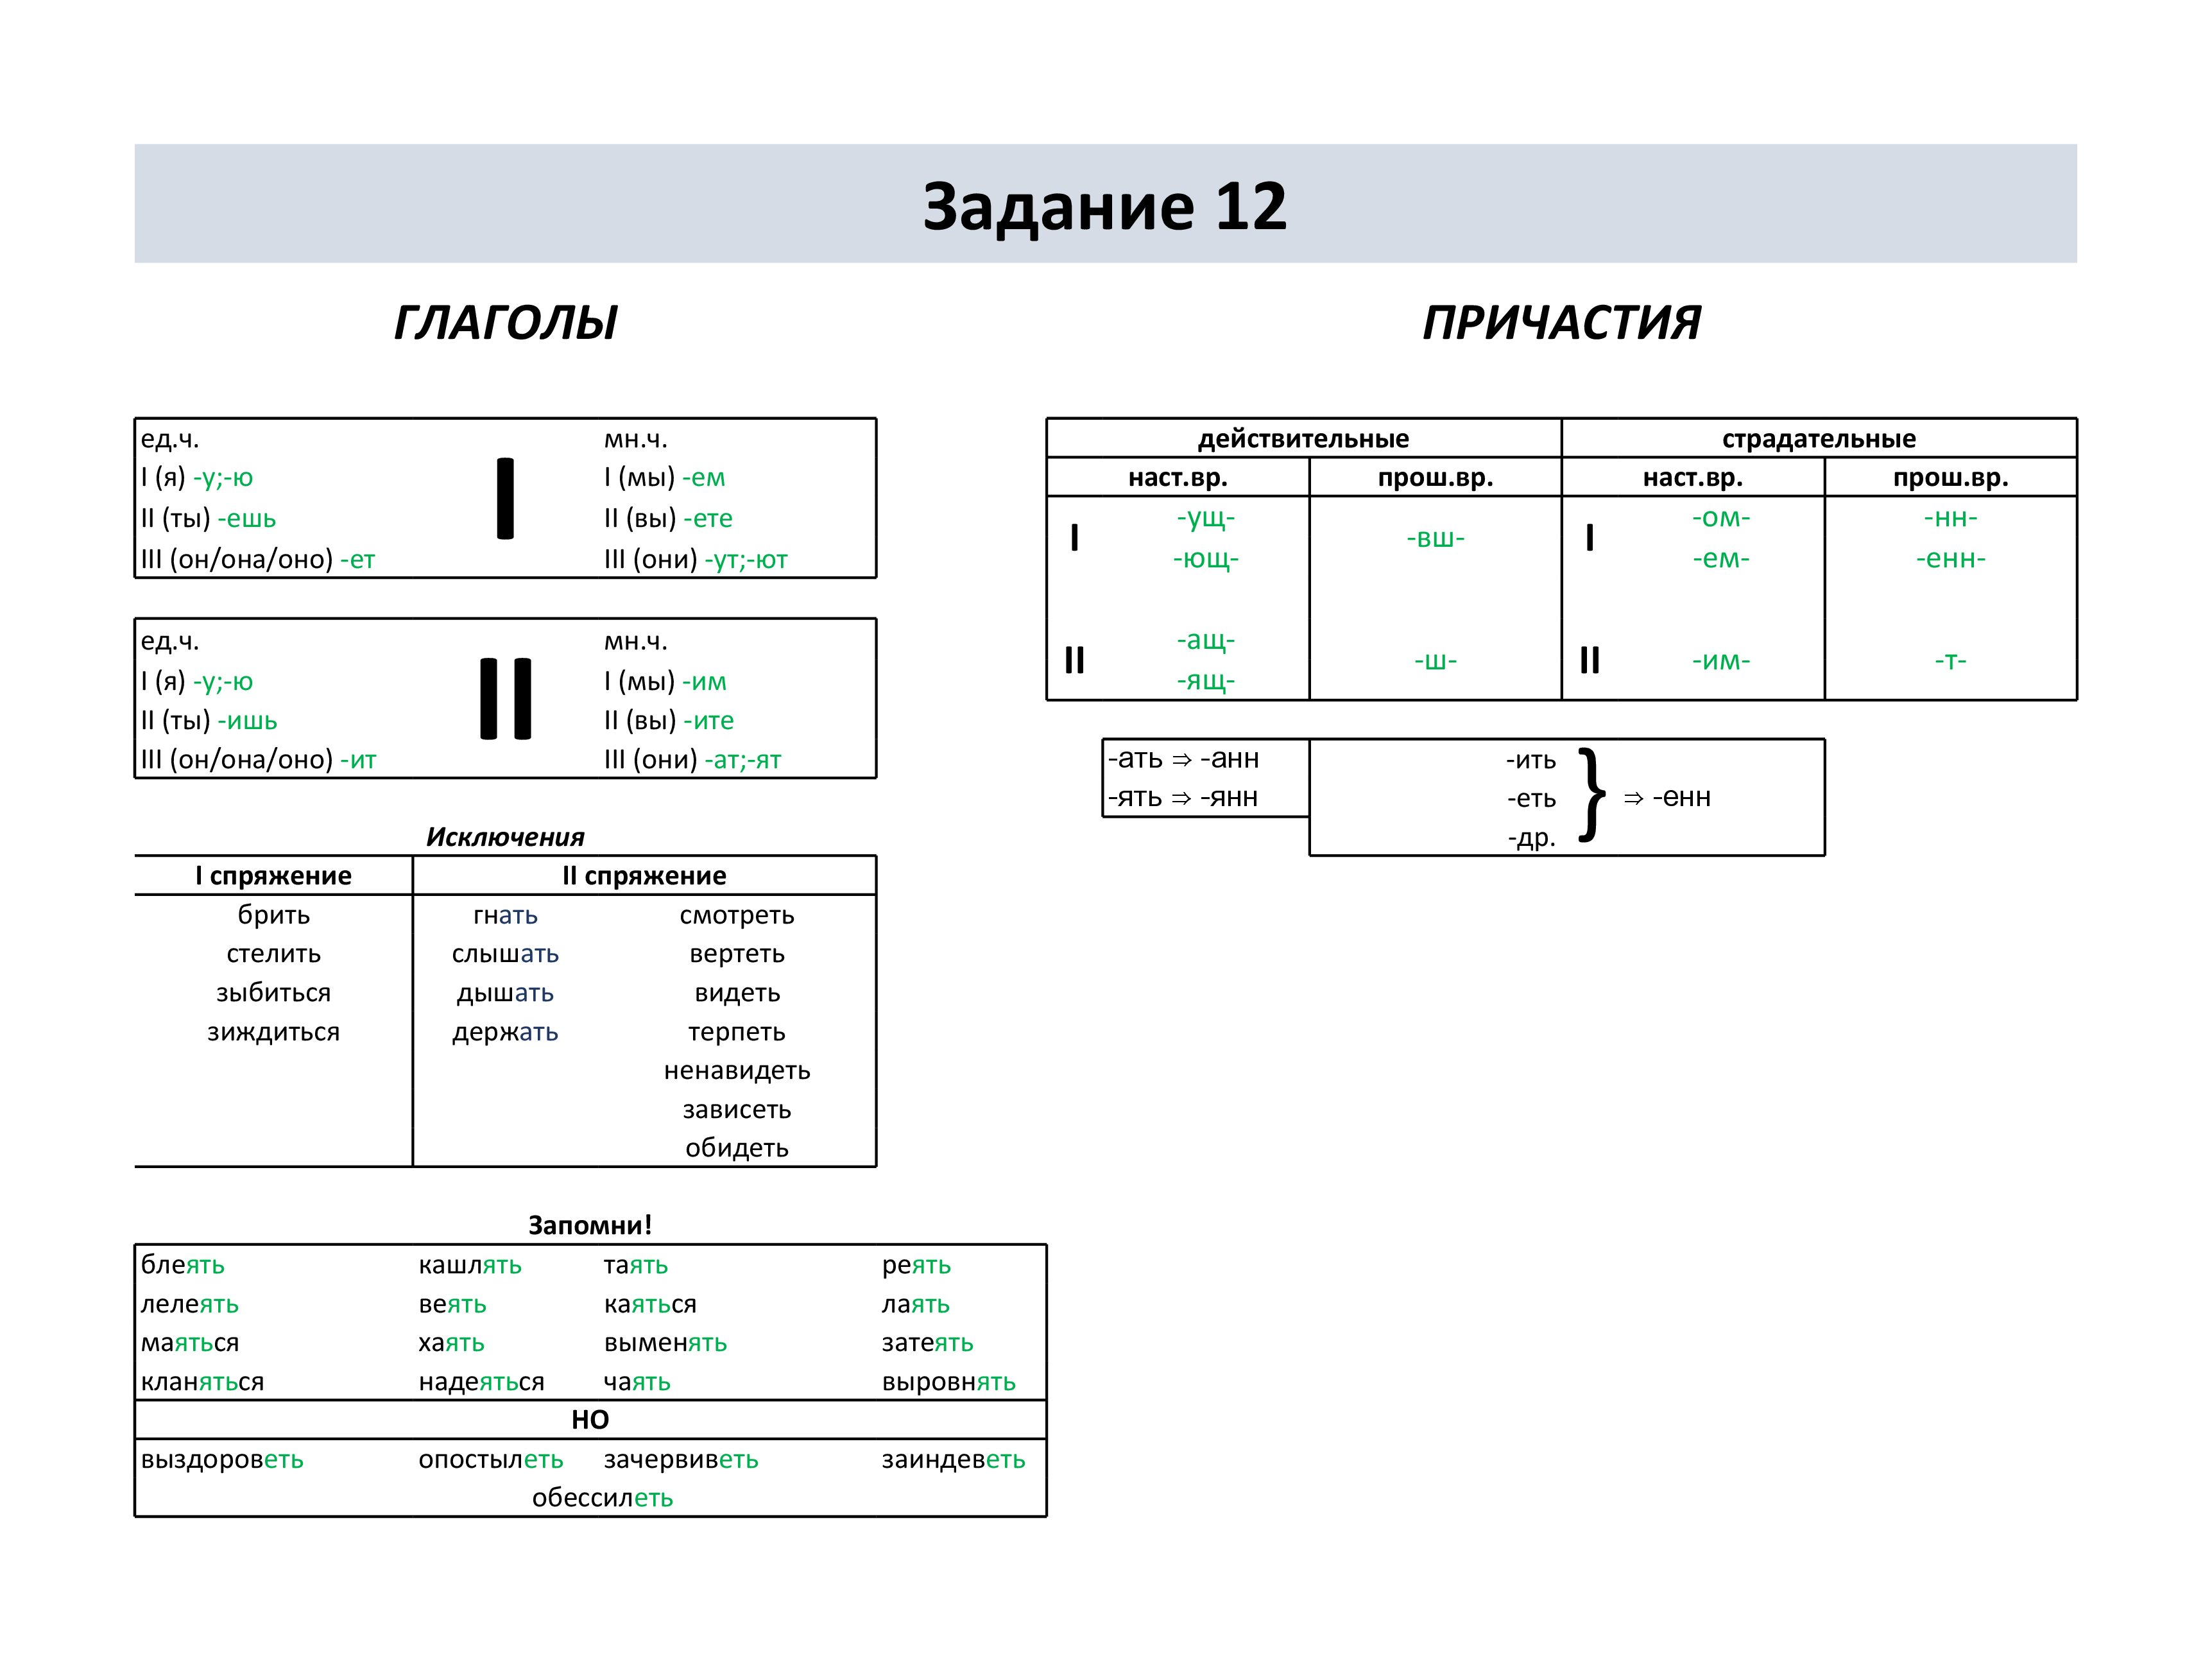 Задание 12
ГЛАГОЛЫ
ед.ч. мн.ч.
I (я) -у;-ю I (мы) -ем
II (ты) -ешь II (вы) -ете
III (он/она/оно) -ет III (они) -ут;-ют
I
ед.ч. мн.ч.
I (я) -у;-ю I (мы) -им
II (ты) -ишь II (вы) -ите
III (он/она/оно) -ит III (они) -ат;-ят
II
Исключения
I спряжение II спряжение
брить гнать смотреть
стелить слышать вертеть
зыбиться дышать видеть
зиждиться держать терпеть
ненавидеть
зависеть
обидеть
Запомни!
блеять кашлять таять реять
лелеять веять каяться лаять
маяться хаять выменять затеять
кланяться надеяться чаять выровнять
НО
выздороветь опостылеть зачервиветь заиндеветь
обессилеть
ПРИЧАСТИЯ
действительные страдательные
наст.вр. прош.вр. наст.вр. прош.вр.
I -ущ- -вш- I -ом- -нн-
-ющ- -ем- -енн-
II -ащ- -ш- II -им- -т-
-ящ-
-ать ⇒ -анн
-ять ⇒ -янн
-ить
-еть } ⇒ -енн
-др.